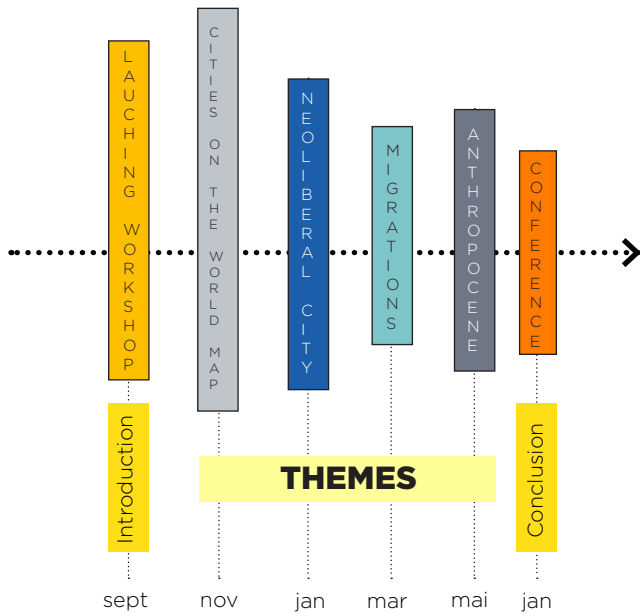 LAUCHING WORKSHOP
CITIES ON THE WORLD MAP
NEOLIBERAL CITY
MIGRATIONS
ANTHROPOCENE
CONFERENCE
Introduction
THEMES
Conclusion
sept
nov
jan
mar
mai
jan